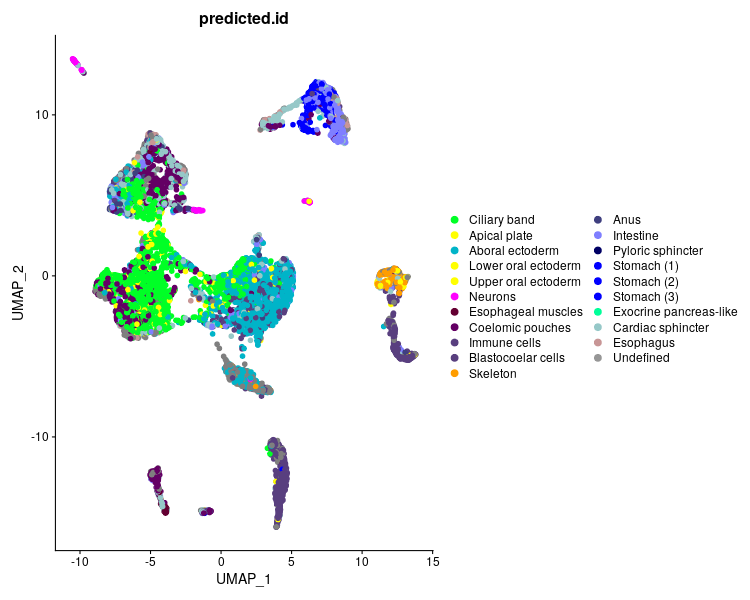 predicted.id
10
0
-10
UMAP_2
-10
-5
0
5
10
15
UMAP_1
Ciliary band
Apical plate
Aboral ectoderm
Lower oral ectoderm
Upper oral ectoderm
Neurons
Esophageal muscles
Coelomic pouches
Immune cells
Blastocoelar cells
Skeleton
Anus
Intestine
Pyloric sphincter
Stomach (1)
Stomach (2)
Stomach (3)
Exocrine pancreas-like
Cardiac sphincter
Esophagus
Undefined